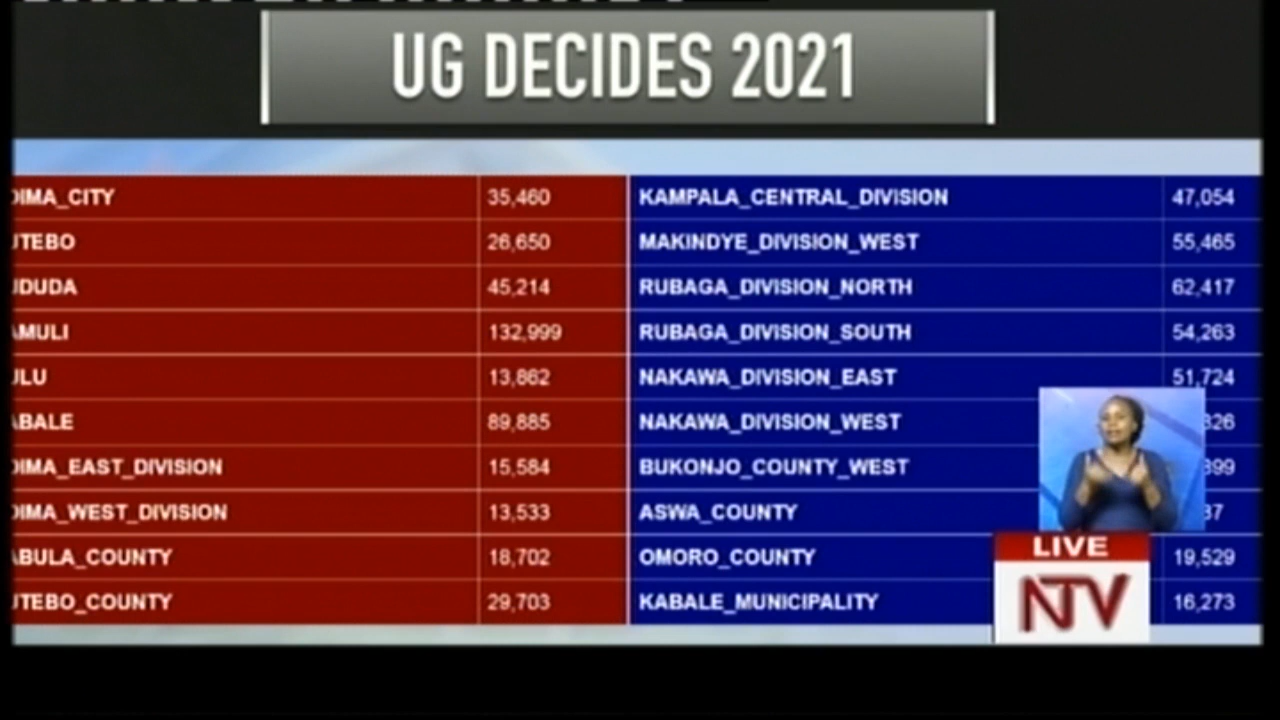 UG DECIDES 2021
DIMA_CITY 35,460 KAMPALA_CENTRAL_DIVISION 47,054
UTEBO 26,650 MAKINDYE_DIVISION_WEST 55,465
UDUDA 45,214 RUBAGA_DIVISION_NORTH 62,417
AMULI 132,999 RUBAGA_DIVISION_SOUTH 54,263
ULU 13,862 NAKAWA_DIVISION_EAST 51,724
ABALE 89,885 NAKAWA_DIVISION_WEST 326
DIMA_EAST_DIVISION 15,584 BUKONJO_COUNTY_WEST 399
DIMA_WEST_DIVISION 13,533 ASWA_COUNTY 37
ABULA_COUNTY 18,702 OMORO_COUNTY 19,529
UTEBO_COUNTY 29,703 KABALE_MUNICIPALITY 16,273
LIVE
NTV